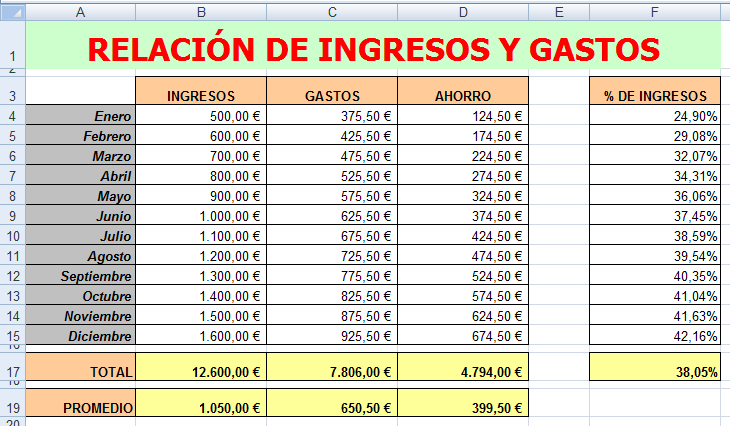 A B C D E F
1 RELACIÓN DE INGRESOS Y GASTOS
2
3 INGRESOS GASTOS AHORRO % DE INGRESOS
4 Enero 500,00 € 375,50 € 124,50 € 24,90%
5 Febrero 600,00 € 425,50 € 174,50 € 29,08%
6 Marzo 700,00 € 475,50 € 224,50 € 32,07%
7 Abril 800,00 € 525,50 € 274,50 € 34,31%
8 Mayo 900,00 € 575,50 € 324,50 € 36,06%
9 Junio 1.000,00 € 625,50 € 374,50 € 37,45%
10 Julio 1.100,00 € 675,50 € 424,50 € 38,59%
11 Agosto 1.200,00 € 725,50 € 474,50 € 39,54%
12 Septiembre 1.300,00 € 775,50 € 524,50 € 40,35%
13 Octubre 1.400,00 € 825,50 € 574,50 € 41,04%
14 Noviembre 1.500,00 € 875,50 € 624,50 € 41,63%
15 Diciembre 1.600,00 € 925,50 € 674,50 € 42,16%
16
17 TOTAL 12.600,00 € 7.806,00 € 4.794,00 € 38,05%
18
19 PROMEDIO 1.050,00 € 650,50 € 399,50 €
20